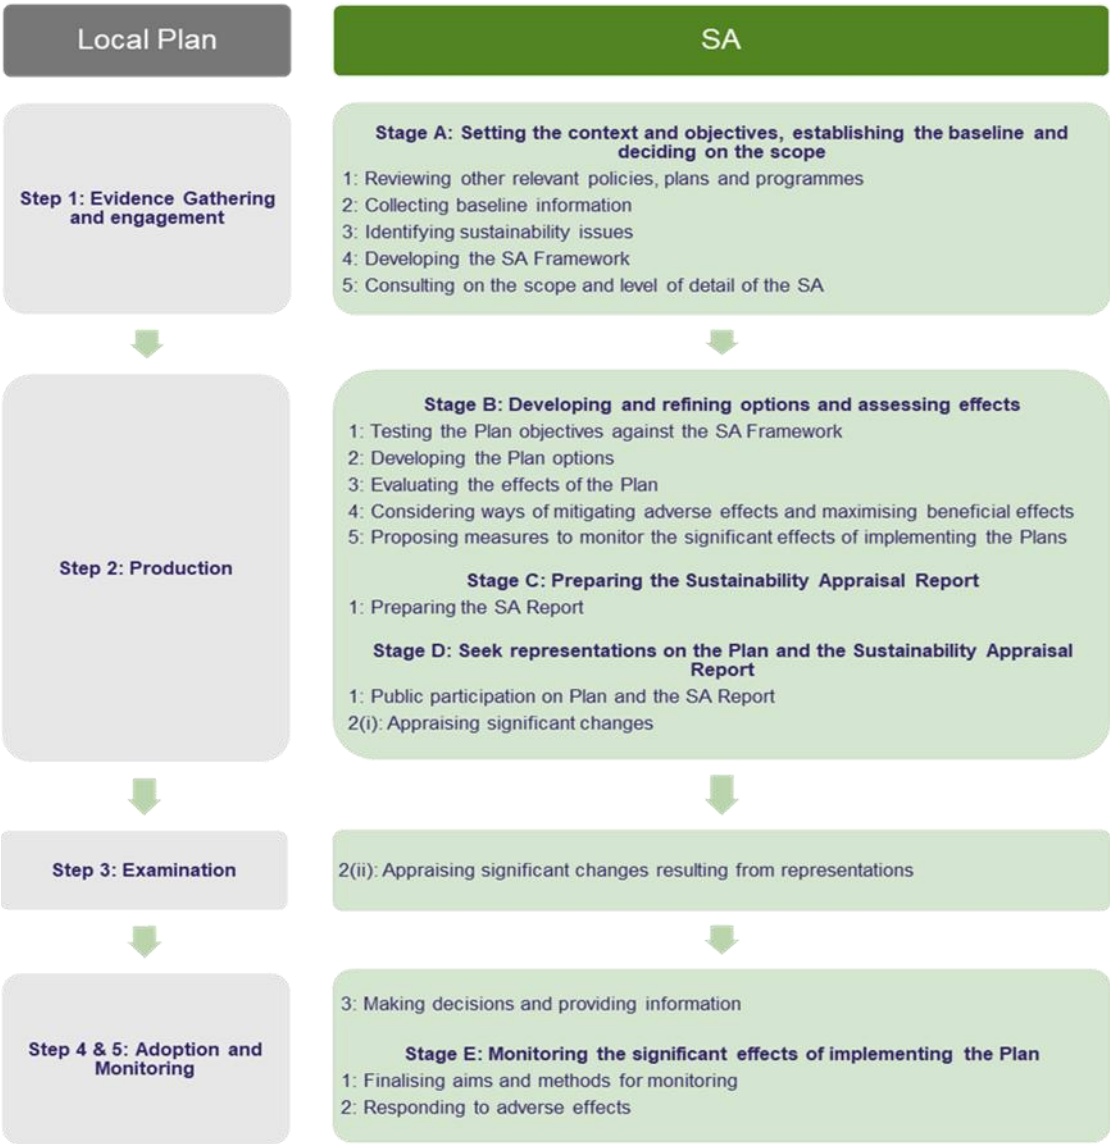 Local Plan
SA
Step 1: Evidence Gathering
and engagement
Stage A: Setting the context and objectives, establishing the baseline and
deciding on the scope
1: Reviewing other relevant policies, plans and programmes
2: Collecting baseline information
3: Identifying sustainability issues
4: Developing the SA Framework
5: Consulting on the scope and level of detail of the SA
Step 2: Production
Stage B: Developing and refining options and assessing effects
1: Testing the Plan objectives against the SA Framework
2: Developing the Plan options
3: Evaluating the effects of the Plan
4: Considering ways of mitigating adverse effects and maximising beneficial effects
5: Proposing measures to monitor the significant effects of implementing the Plans
Stage C: Preparing the Sustainability Appraisal Report
1: Preparing the SA Report
Stage D: Seek representations on the Plan and the Sustainability Appraisal
Report
1: Public participation on Plan and the SA Report
2(i): Appraising significant changes
Step 3: Examination
2(ii): Appraising significant changes resulting from representations
Step 4 & 5: Adoption and
Monitoring
3: Making decisions and providing information
Stage E: Monitoring the significant effects of implementing the Plan
1: Finalising aims and methods for monitoring
2: Responding to adverse effects